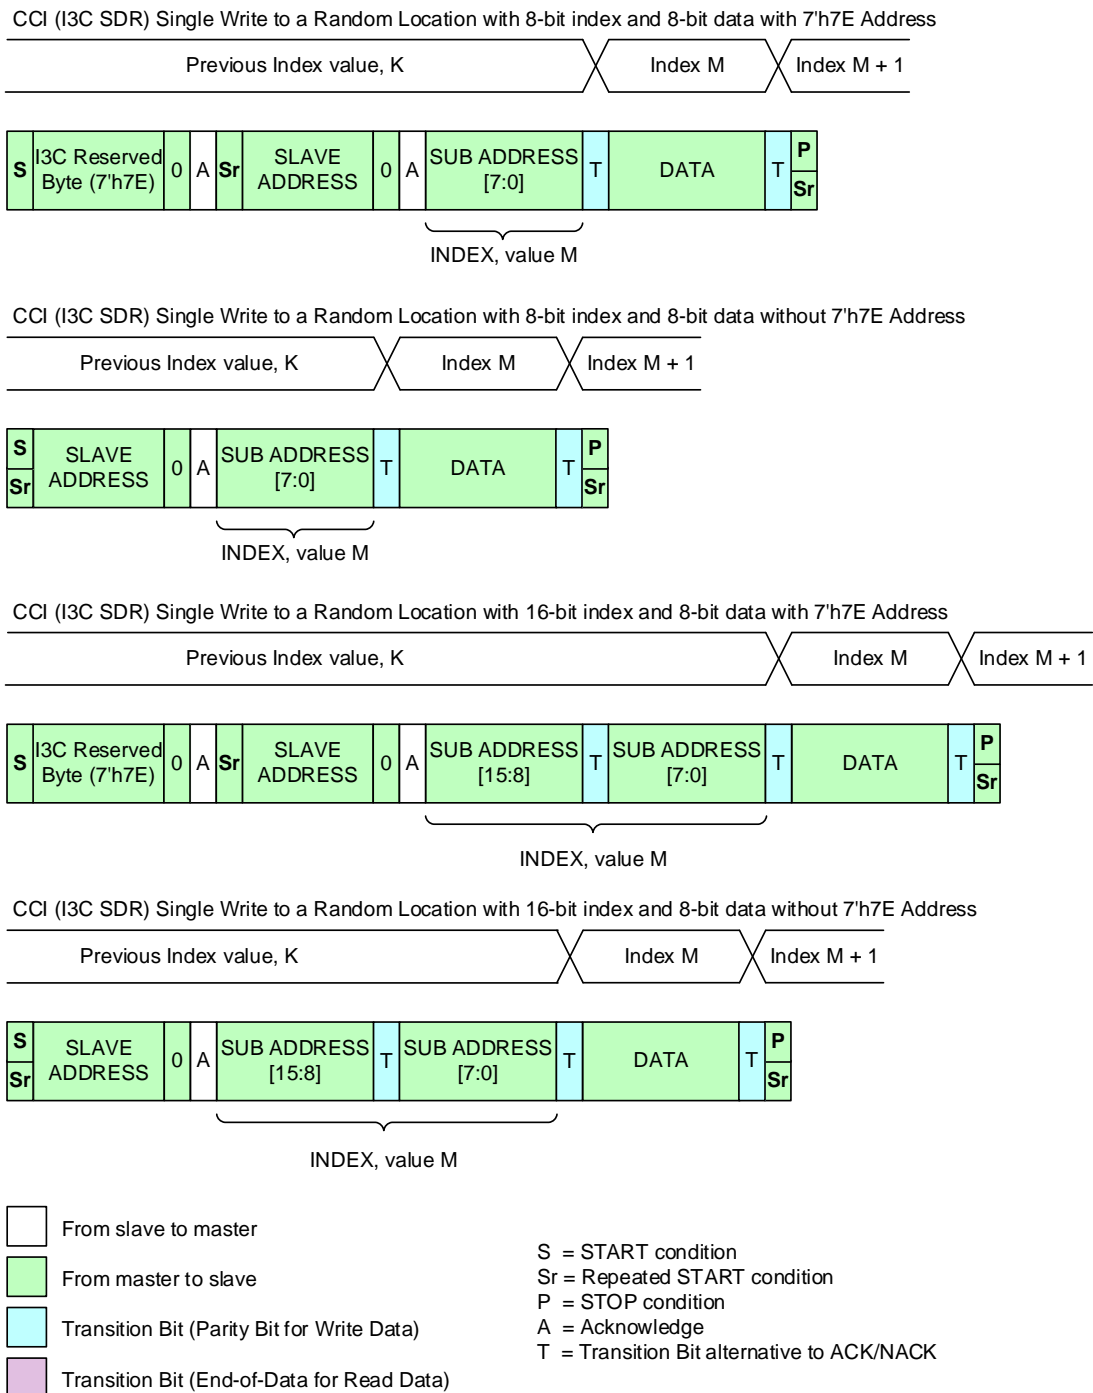 CCI (I3C SDR) Single Write to a Random Location with 8-bit index and 8-bit data with 7'h7E Address
Previous Index value, K
Index M
Index M + 1
S
I3C Reserved
Byte (7'h7E)
0
A
Sr
SLAVE
ADDRESS
0
A
SUB ADDRESS
[7:0]
T
DATA
T
P
Sr
INDEX, value M
CCI (I3C SDR) Single Write to a Random Location with 8-bit index and 8-bit data without 7'h7E Address
Previous Index value, K
Index M
Index M + 1
S
Sr
SLAVE
ADDRESS
0
A
SUB ADDRESS
[7:0]
T
DATA
T
P
Sr
INDEX, value M
CCI (I3C SDR) Single Write to a Random Location with 16-bit index and 8-bit data with 7'h7E Address
Previous Index value, K
Index M
Index M + 1
S
I3C Reserved
Byte (7'h7E)
0
A
Sr
SLAVE
ADDRESS
0
A
SUB ADDRESS
[15:8]
T
SUB ADDRESS
[7:0]
T
DATA
T
P
Sr
INDEX, value M
CCI (I3C SDR) Single Write to a Random Location with 16-bit index and 8-bit data without 7'h7E Address
Previous Index value, K
Index M
Index M + 1
S
Sr
SLAVE
ADDRESS
0
A
SUB ADDRESS
[15:8]
T
SUB ADDRESS
[7:0]
T
DATA
T
P
Sr
INDEX, value M
From slave to master
From master to slave
Transition Bit (Parity Bit for Write Data)
Transition Bit (End-of-Data for Read Data)
S = START condition
Sr = Repeated START condition
P = STOP condition
A = Acknowledge
T = Transition Bit alternative to ACK/NACK